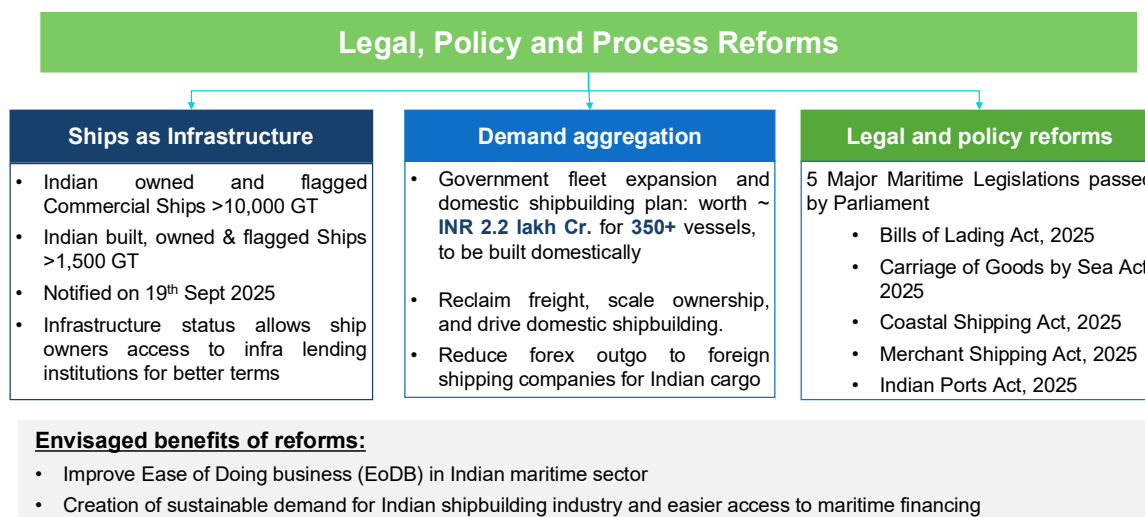 Legal, Policy and Process Reforms
Ships as Infrastructure
• Indian owned and flagged
Commercial Ships >10,000 GT
• Indian built, owned & flagged Ships
>1,500 GT
• Notified on 19th Sept 2025
• Infrastructure status allows ship
owners access to infra lending
institutions for better terms
Demand aggregation
• Government fleet expansion and
domestic shipbuilding plan: worth ~
INR 2.2 lakh Cr. for 350+ vessels,
to be built domestically
• Reclaim freight, scale ownership,
and drive domestic shipbuilding.
• Reduce forex outgo to foreign
shipping companies for Indian cargo
Legal and policy reforms
5 Major Maritime Legislations passed
by Parliament
• Bills of Lading Act, 2025
• Carriage of Goods by Sea Act
2025
• Coastal Shipping Act, 2025
• Merchant Shipping Act, 2025
• Indian Ports Act, 2025
Envisaged benefits of reforms:
• Improve Ease of Doing business (EoDB) in Indian maritime sector
• Creation of sustainable demand for Indian shipbuilding industry and easier access to maritime financing